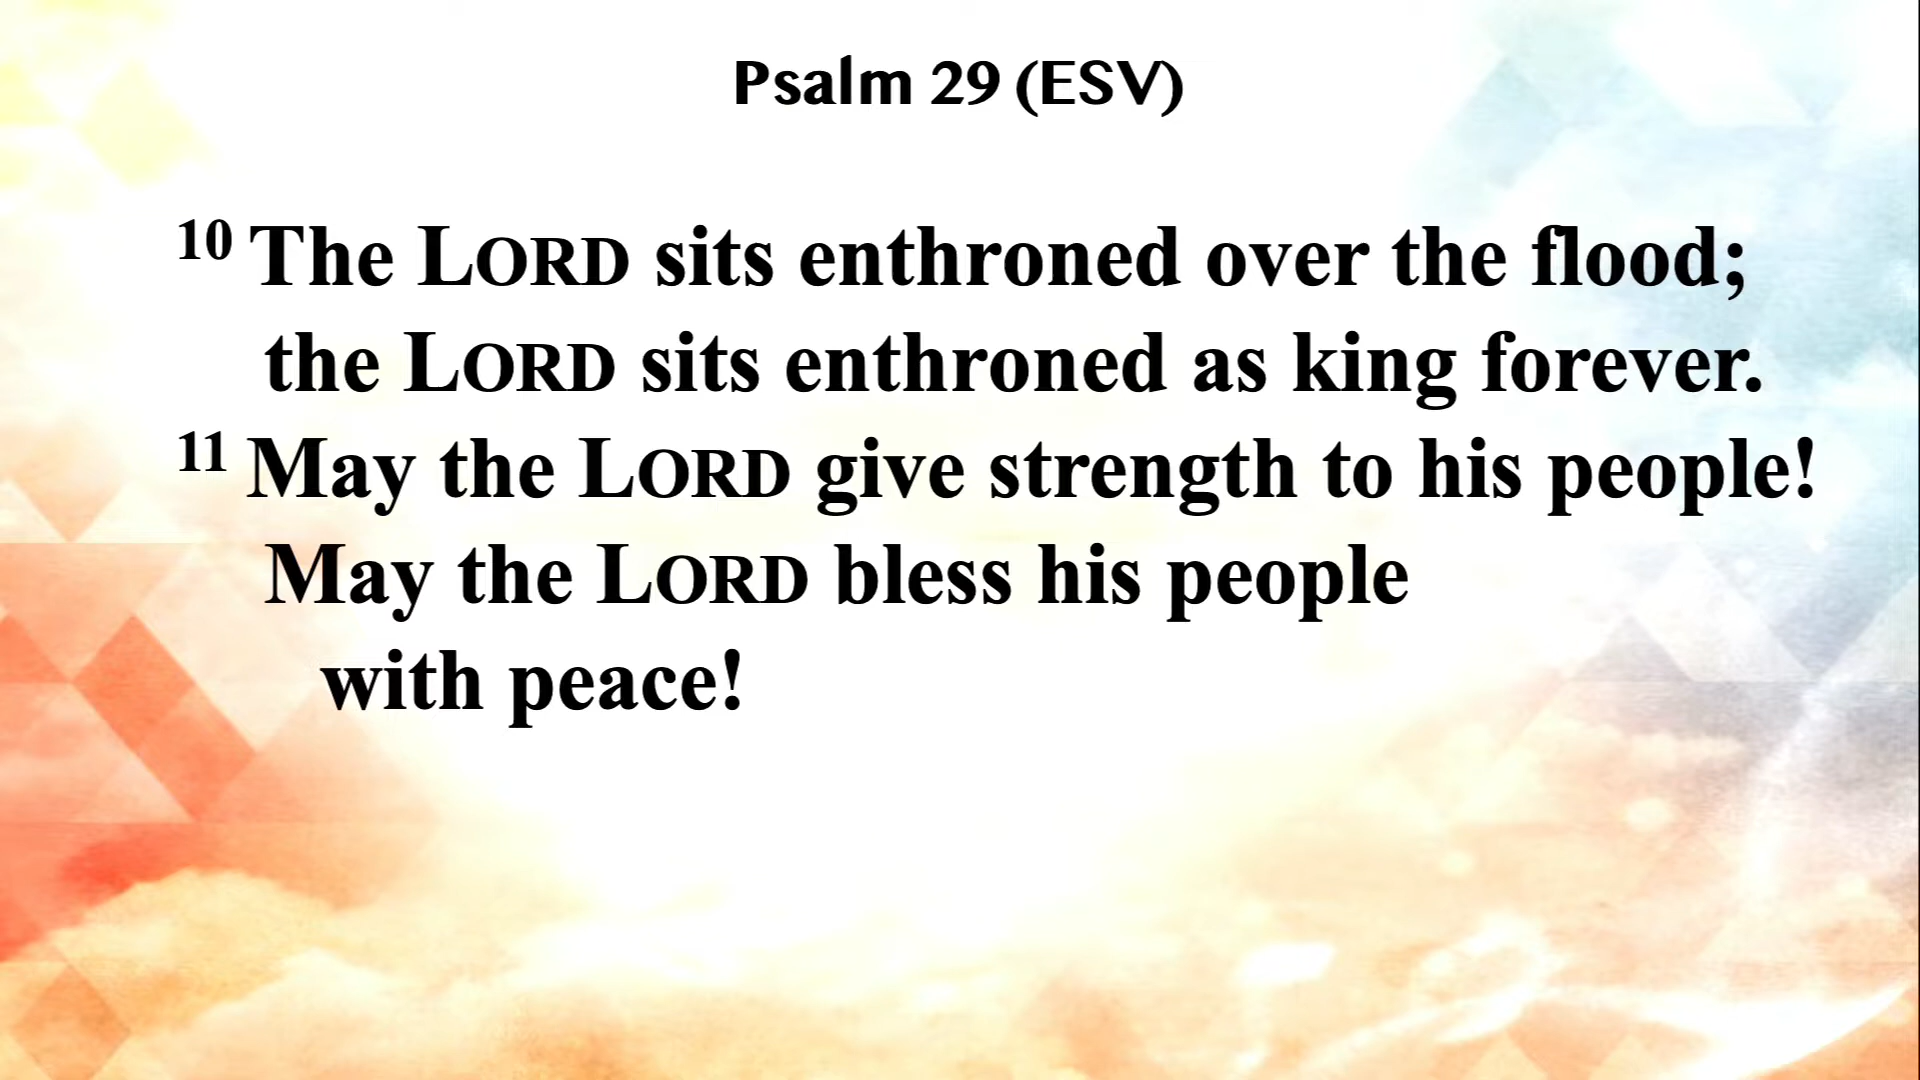 Psalm 29 (ESV)
10 The LORD sits enthroned over the flood;
the LORD sits enthroned as king forever.
11 May the LORD give strength to his people!
May the LORD bless his people
with peace!